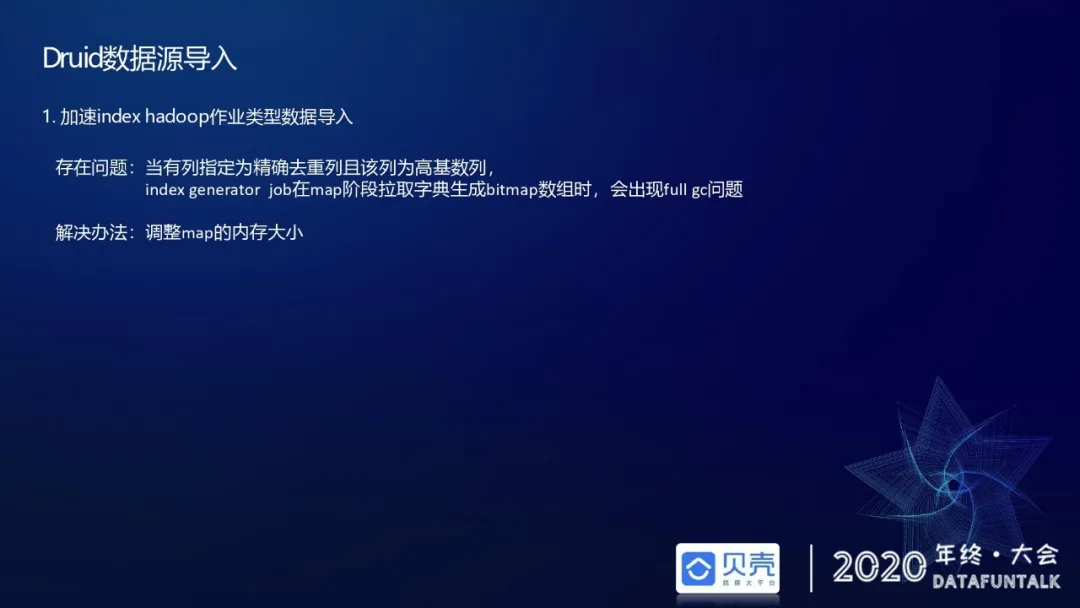 Druid数据源导入
1. 加速index hadoop作业类型数据导入
存在问题：当有列指定为精确去重列且该列为高基数列，
index generator job在map阶段拉取字典生成bitmap数组时，会出现full gc问题
解决办法：调整map的内存大小
贝壳
2020 年终·大会
DATAFUNTALK